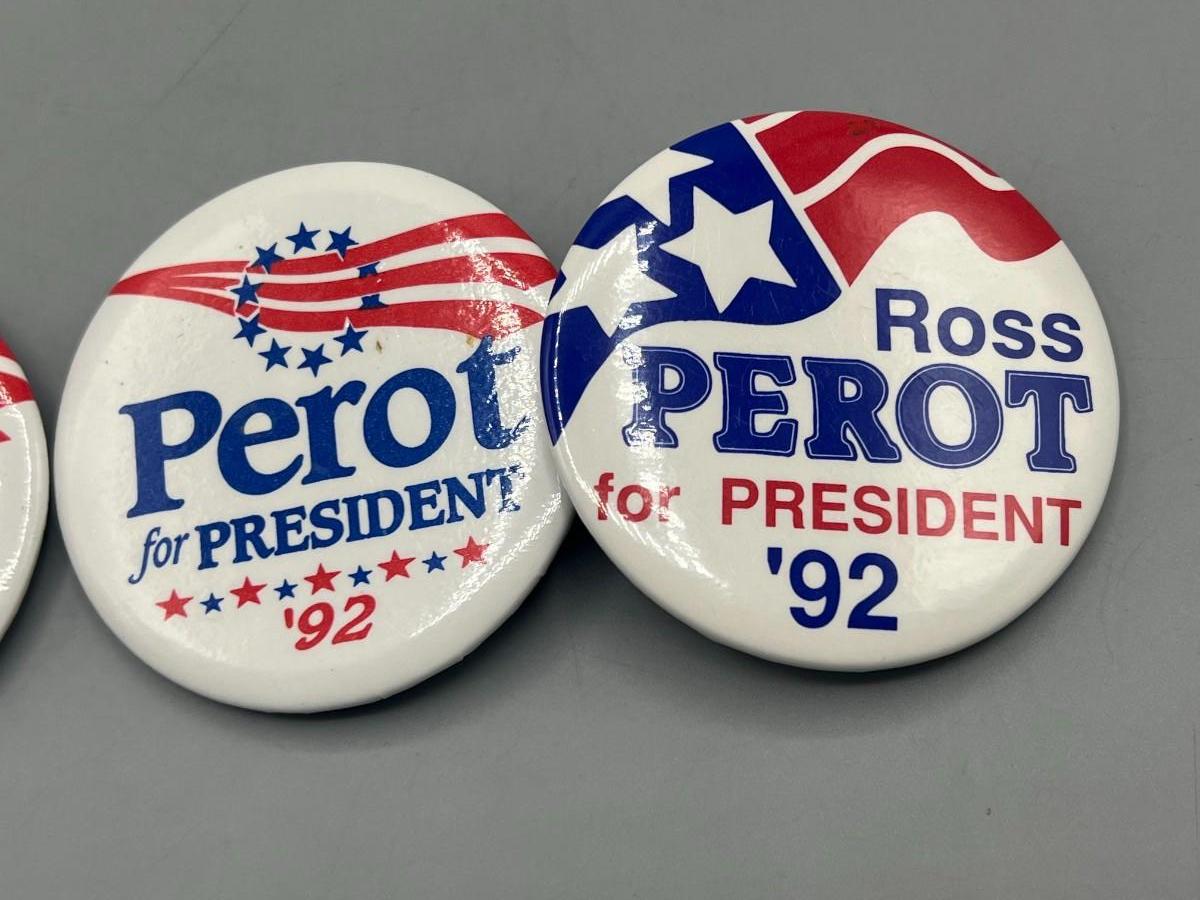 Perot
for PRESIDENT
'92
Ross
PEROT
for PRESIDENT
'92